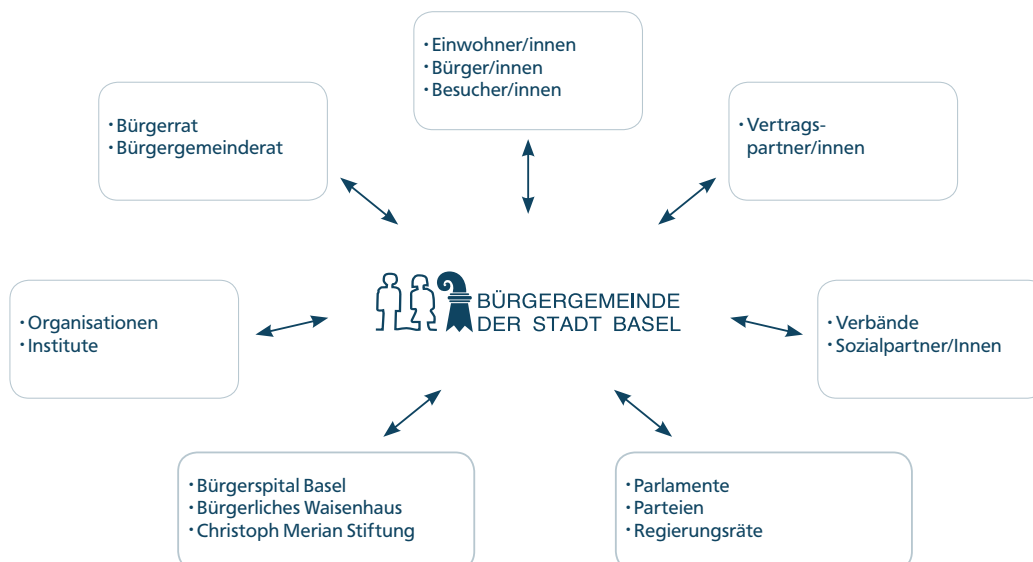 · Einwohner/innen
· Bürger/innen
· Besucher/innen
· Bürgerrat
· Bürgergemeinderat
· Vertrags-
partner/innen
BÜRGERGEMEINDE
DER STADT BASEL
· Organisationen
· Institute
· Verbände
· Sozialpartner/Innen
· Bürgerspital Basel
· Bürgerliches Waisenhaus
· Christoph Merian Stiftung
· Parlamente
· Parteien
· Regierungsräte